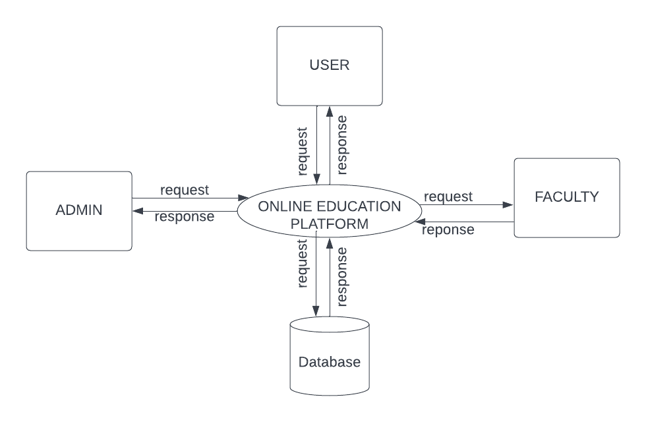 USER
request
response
ADMIN
request
response
ONLINE EDUCATION
PLATFORM
request
reponse
FACULTY
request
response
Database